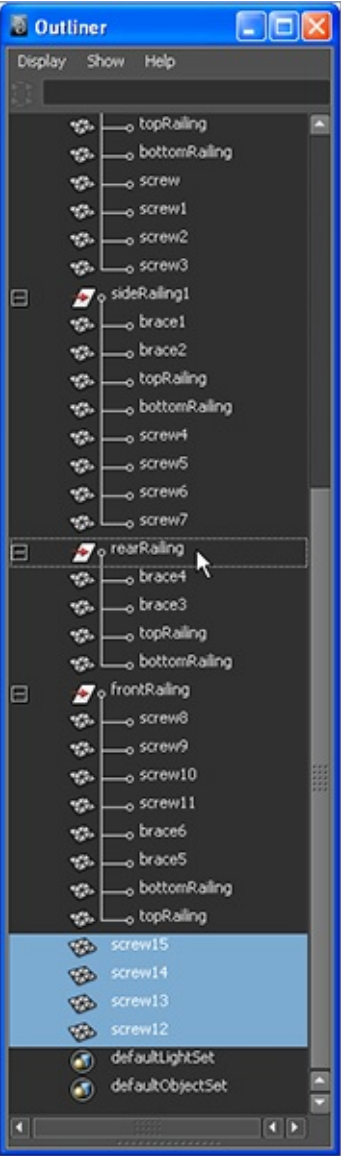 Outliner
Display Show Help
topRailing
bottomRailing
screw
screw1
screw2
screw3
sideRailing1
brace1
brace2
topRailing
bottomRailing
screw4
screw5
screw6
screw7
rearRailing
brace4
brace3
topRailing
bottomRailing
frontRailing
screw8
screw9
screw10
screw11
brace6
brace5
bottomRailing
topRailing
screw15
screw14
screw13
screw12
defaultLightSet
defaultObjectSet